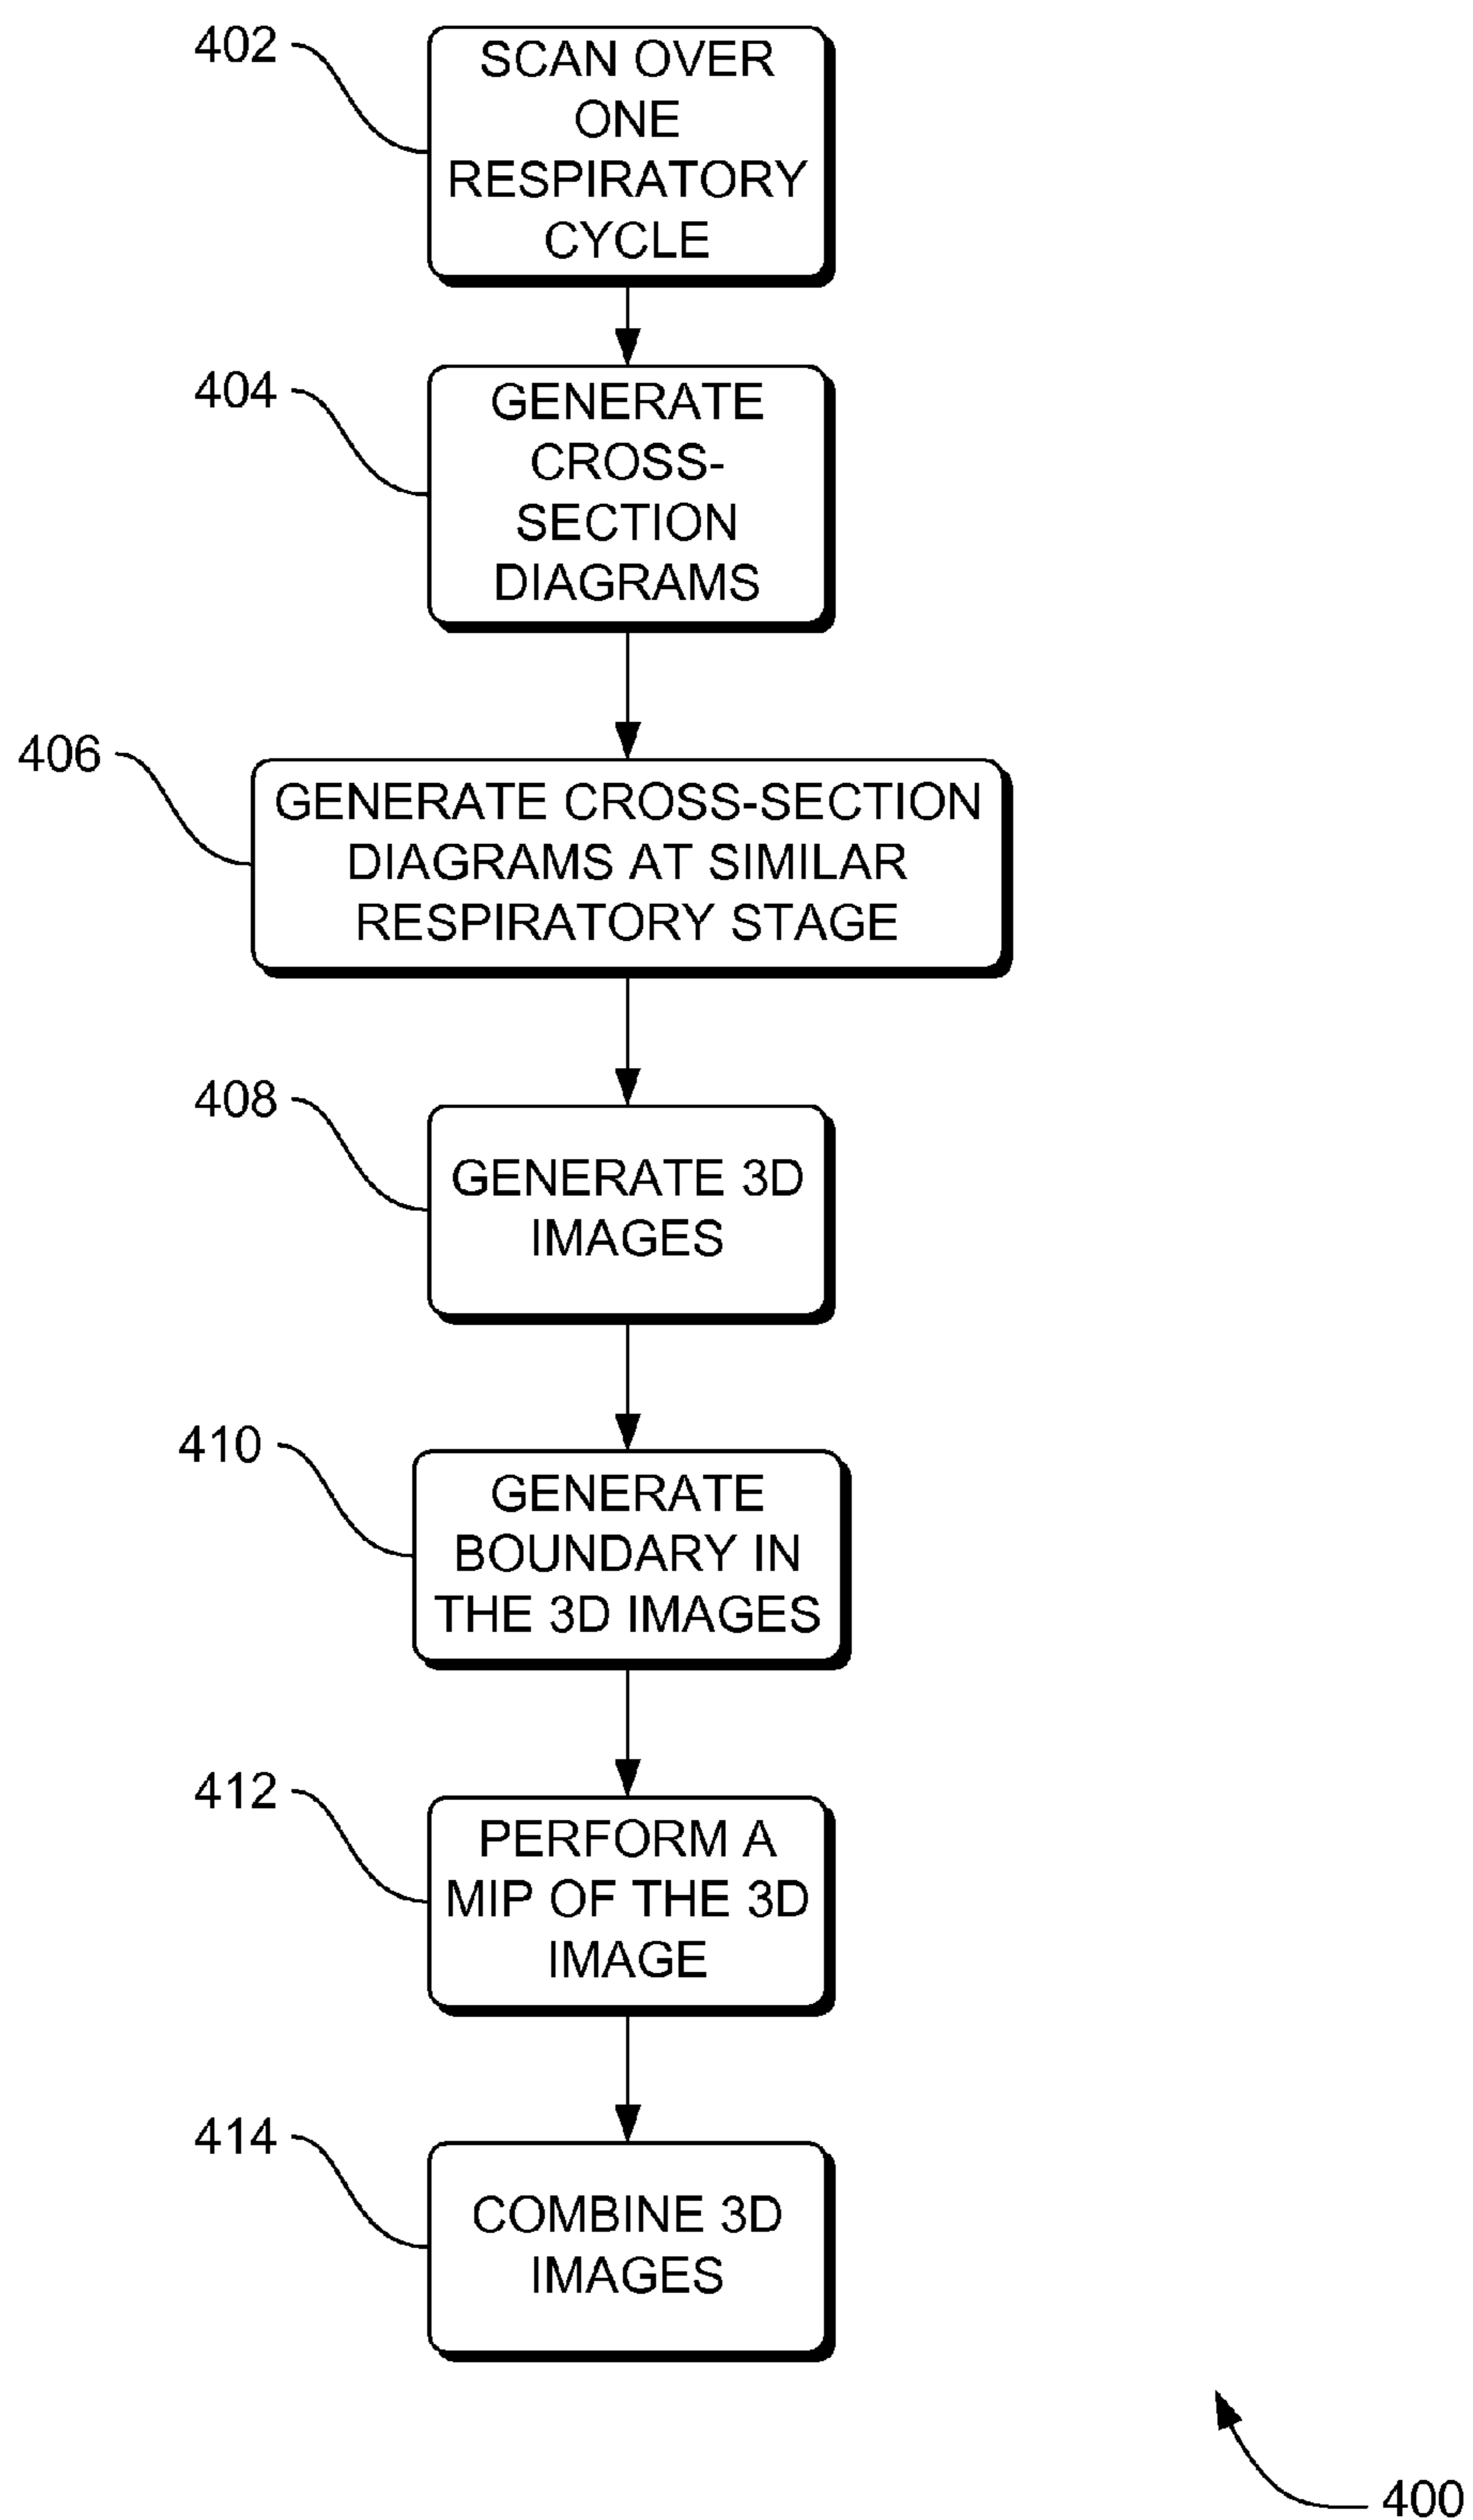 402
SCAN OVER
ONE
RESPIRATORY
CYCLE
404
GENERATE
CROSS-
SECTION
DIAGRAMS
406
GENERATE CROSS-SECTION
DIAGRAMS AT SIMILAR
RESPIRATORY STAGE
408
GENERATE 3D
IMAGES
410
GENERATE
BOUNDARY IN
THE 3D IMAGES
412
PERFORM A
MIP OF THE 3D
IMAGE
414
COMBINE 3D
IMAGES
400